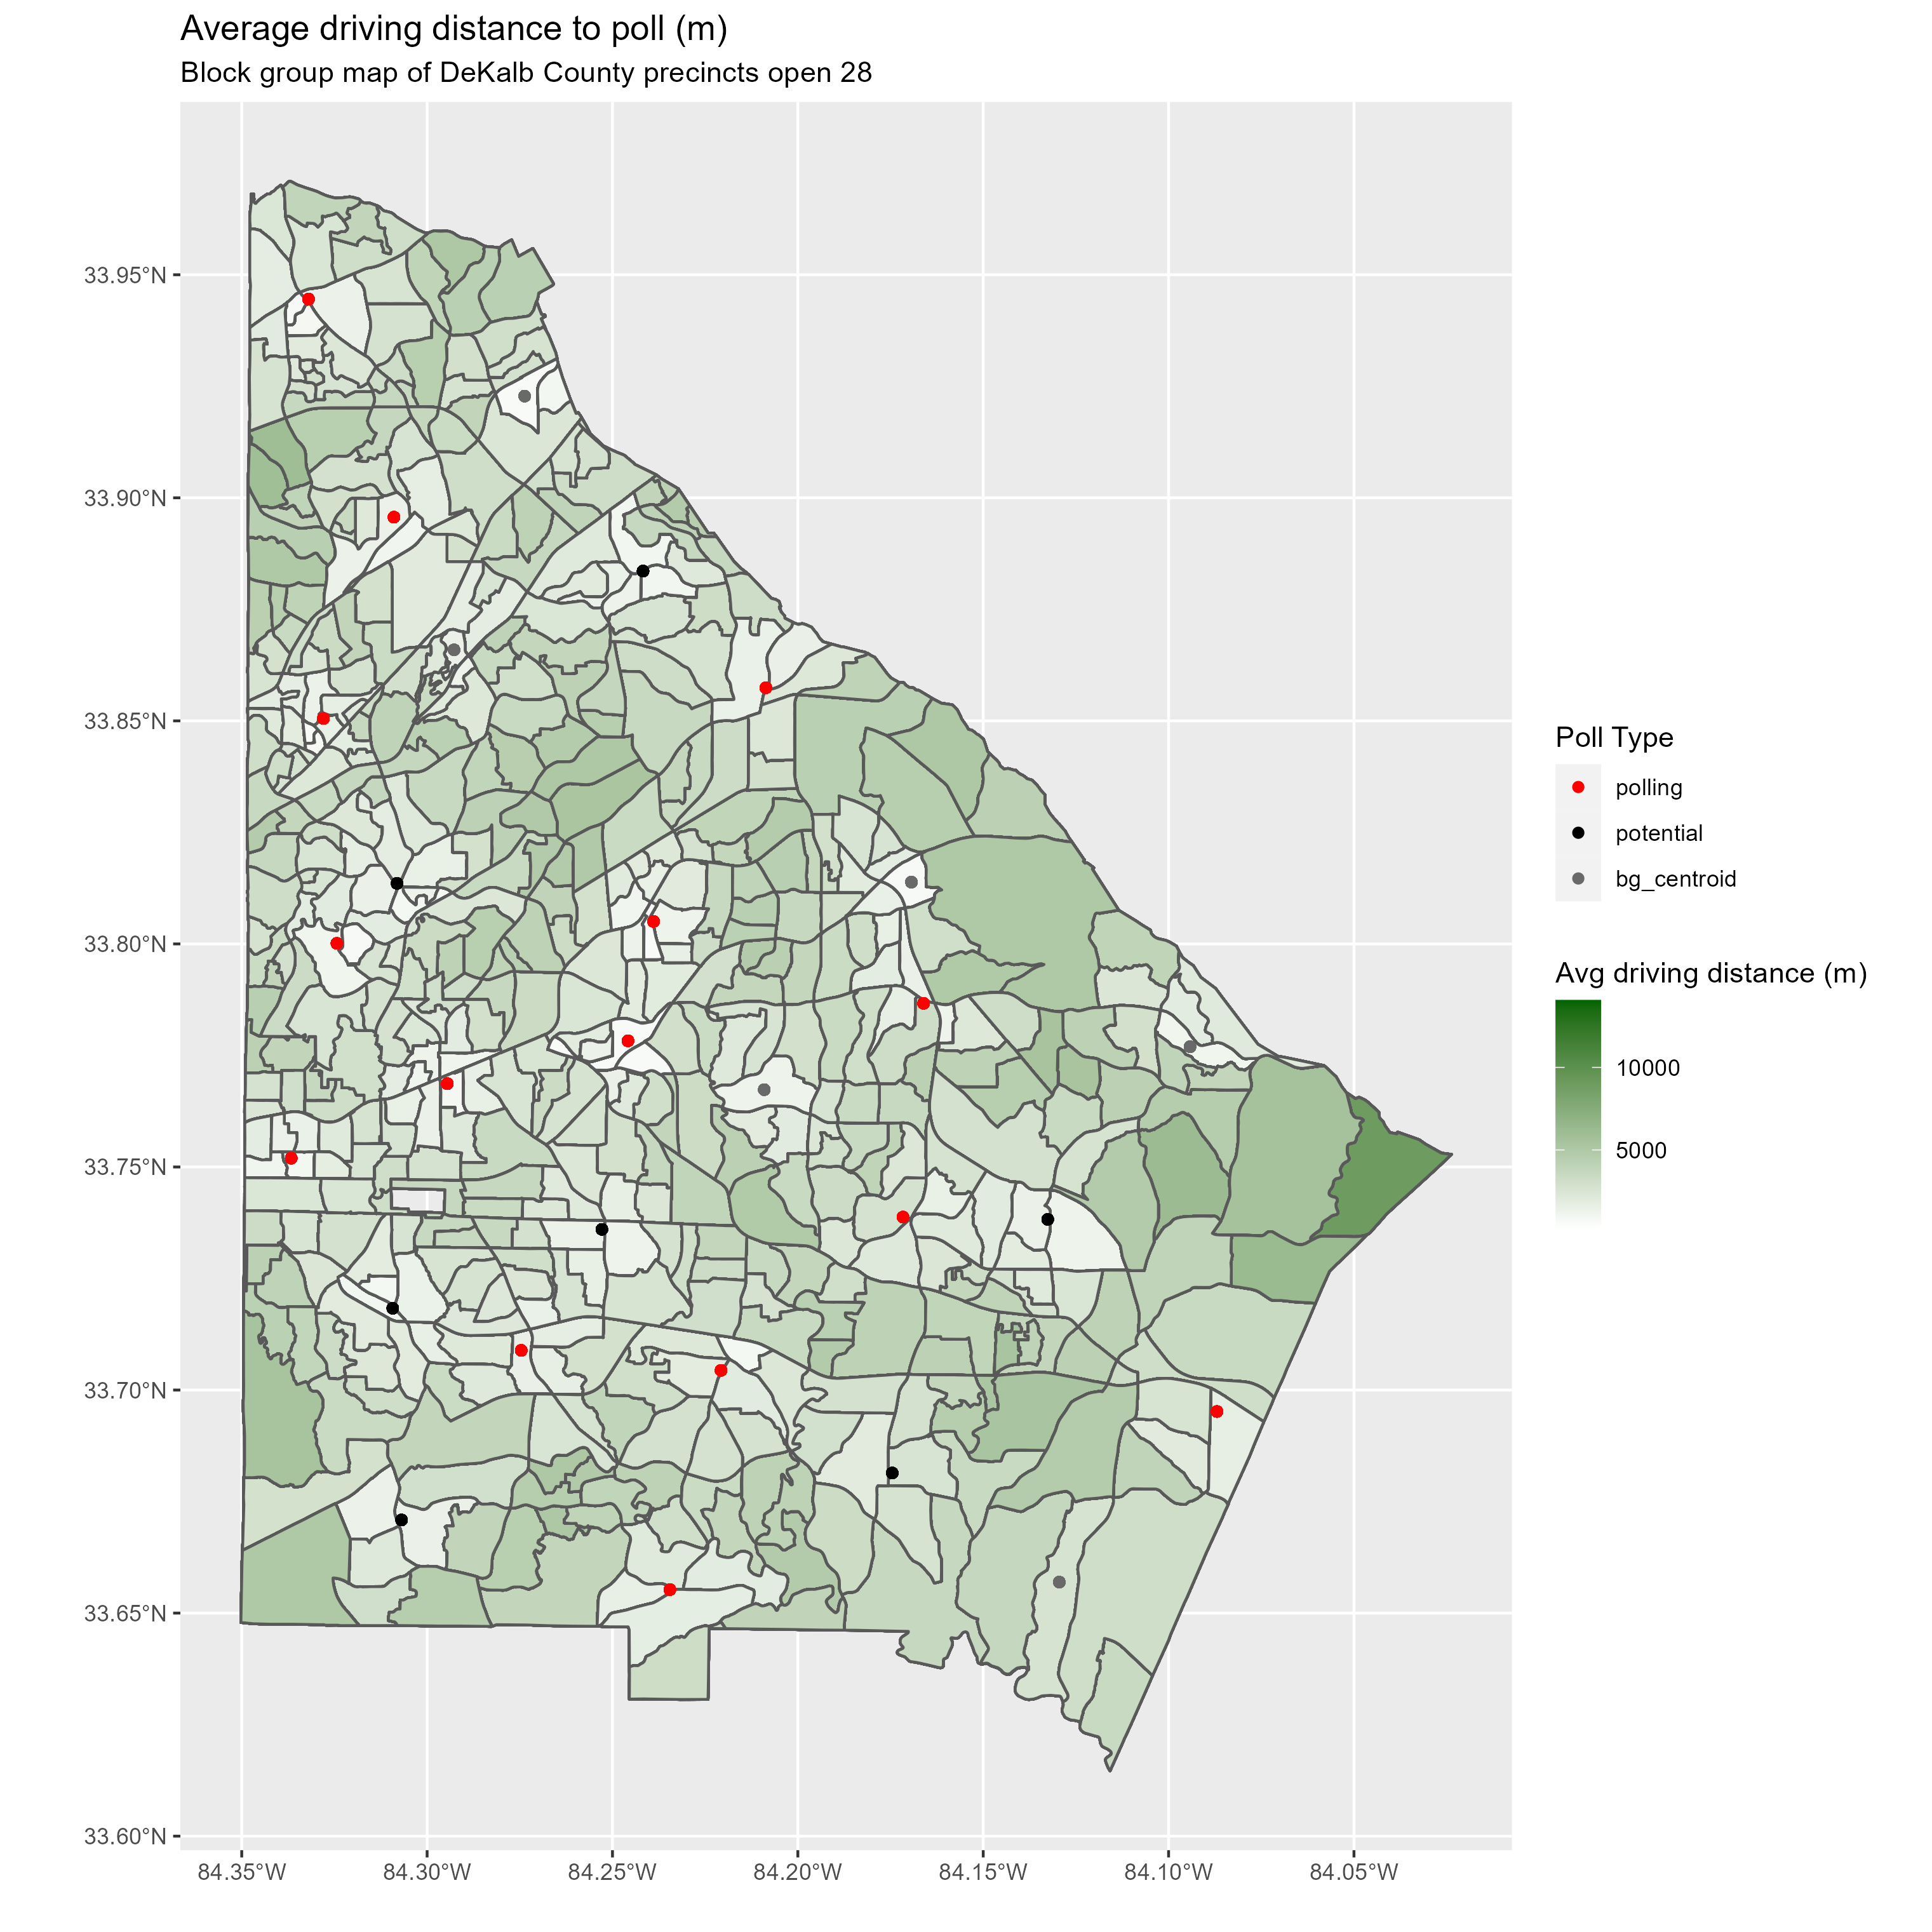 Average driving distance to poll (m)
Block group map of DeKalb County precincts open 28
33.95°N
33.90°N
33.85°N
33.80°N
33.75°N
33.70°N
33.65°N
33.60°N
84.35°W
84.30°W
84.25°W
84.20°W
84.15°W
84.10°W
84.05°W
Poll Type
polling
potential
bg_centroid
Avg driving distance (m)
10000
5000